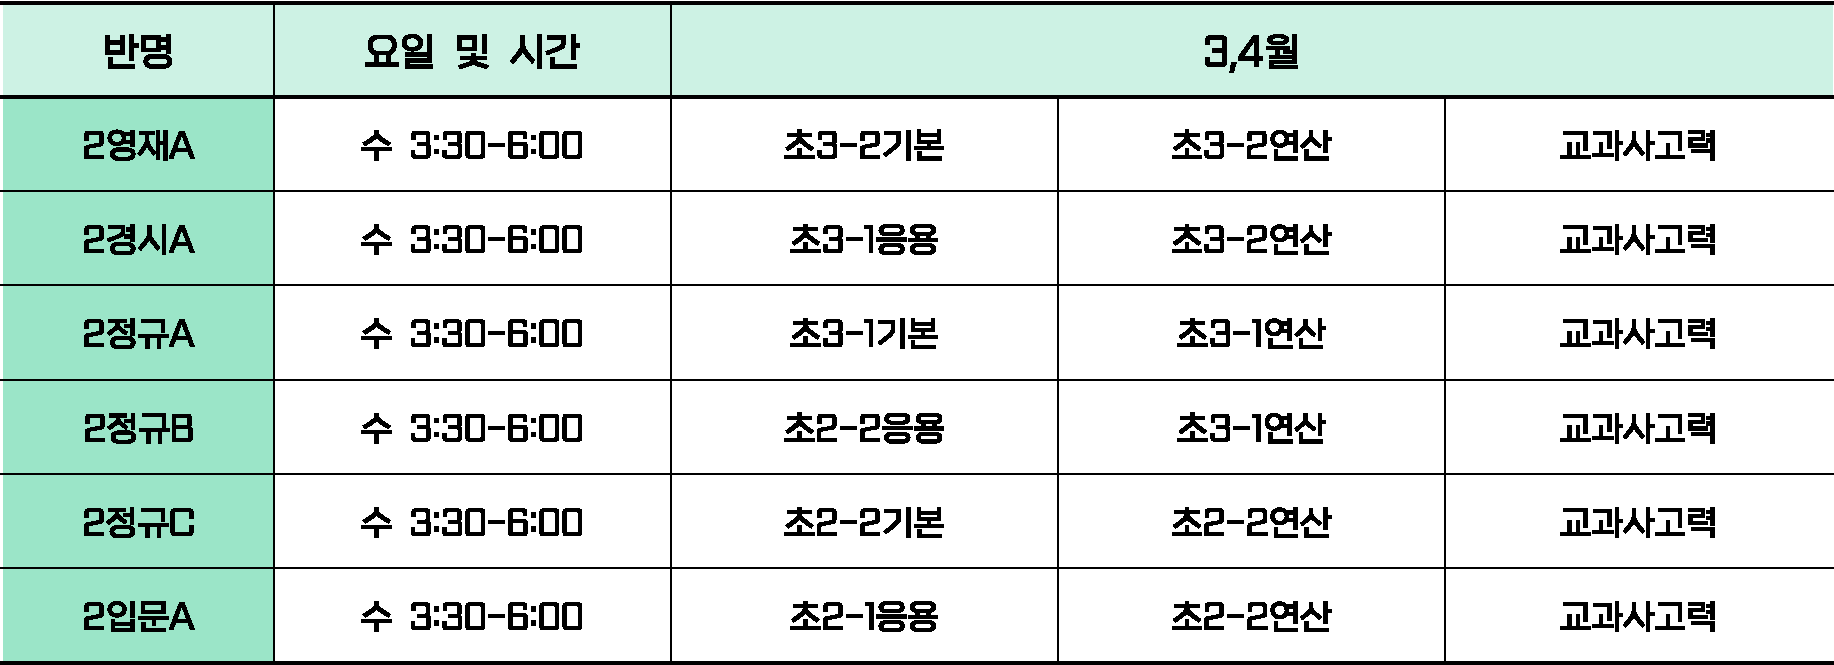 반명 요일 및 시간 3,4월
2영재A 수 3:30-6:00 초3-2기본 초3-2연산 교과사고력
2경시A 수 3:30-6:00 초3-1응용 초3-2연산 교과사고력
2정규A 수 3:30-6:00 초3-1기본 초3-1연산 교과사고력
2정규B 수 3:30-6:00 초2-2응용 초3-1연산 교과사고력
2정규C 수 3:30-6:00 초2-2기본 초2-2연산 교과사고력
2입문A 수 3:30-6:00 초2-1응용 초2-2연산 교과사고력